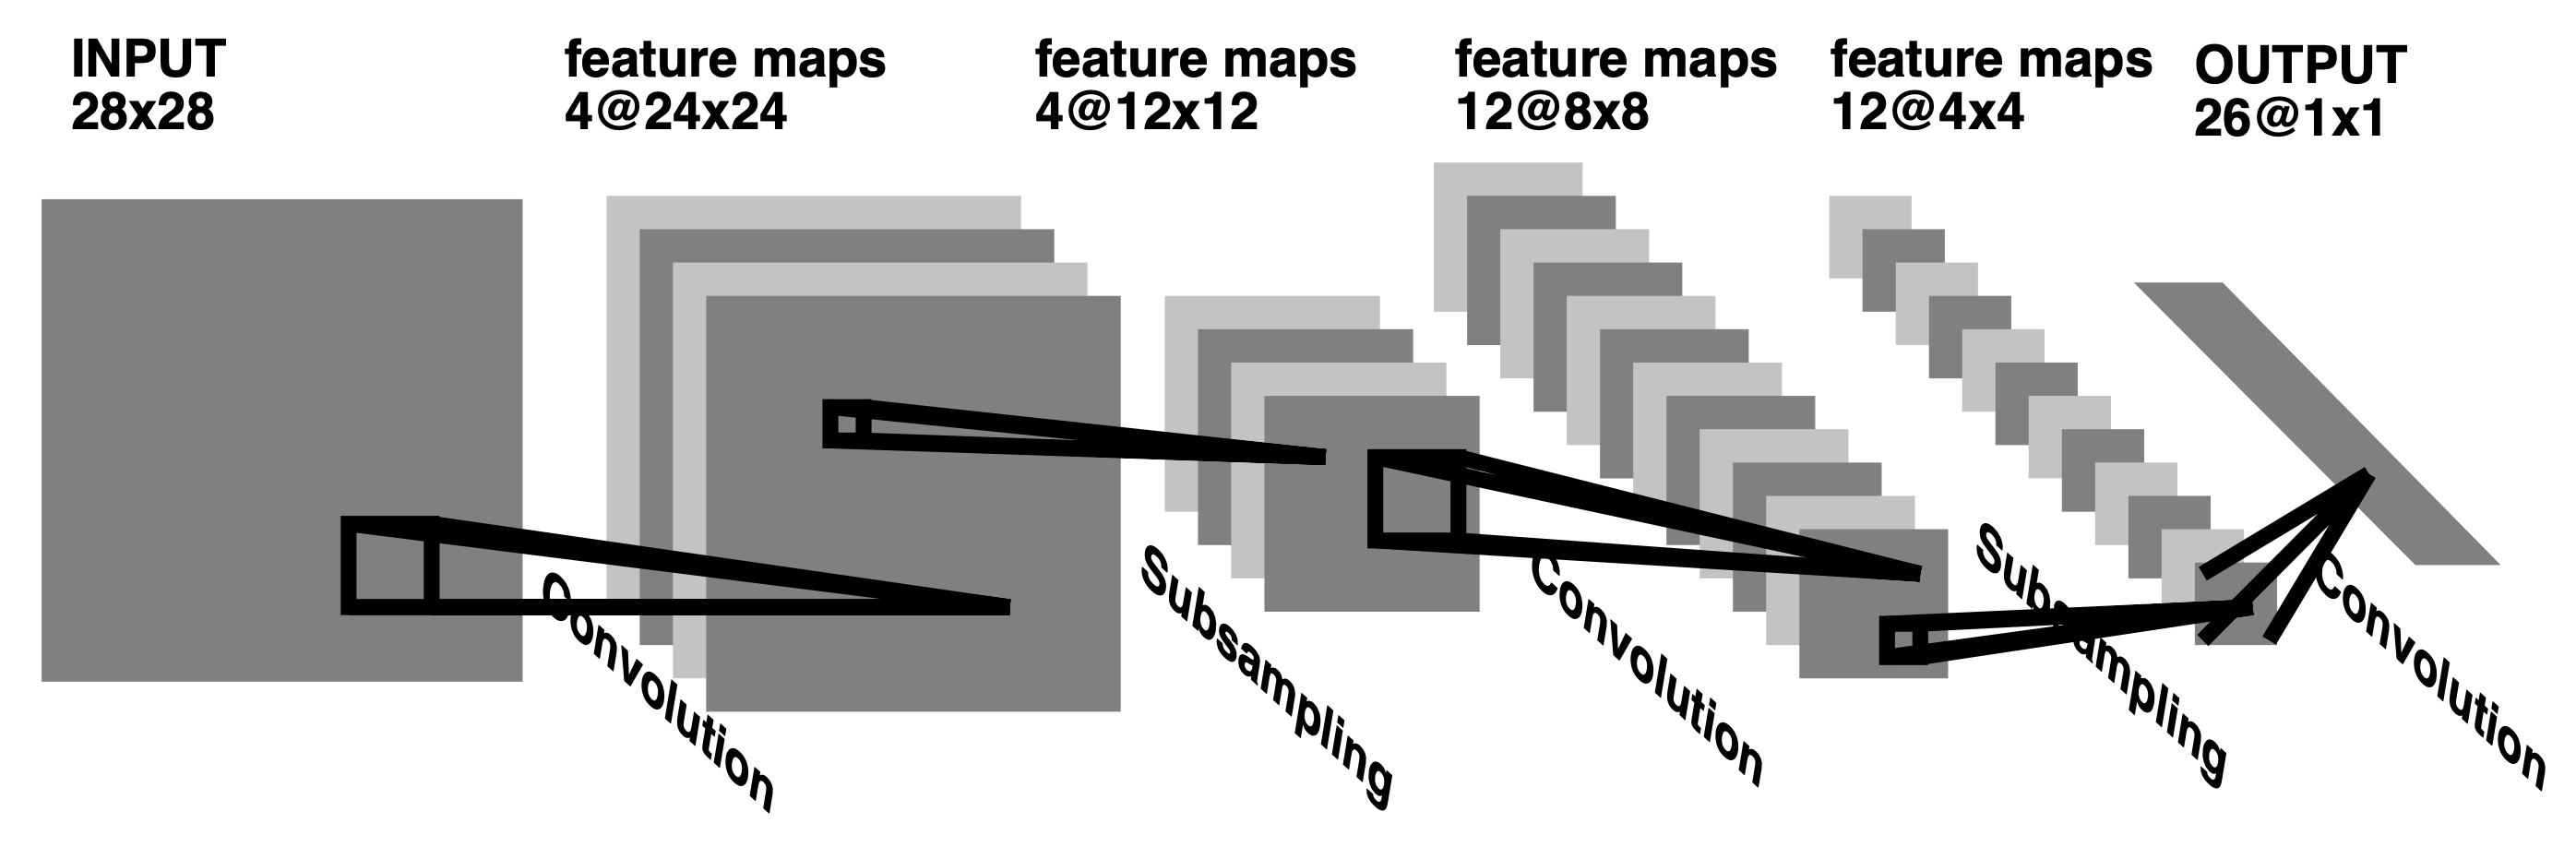 INPUT
28x28
feature maps
4@24x24
feature maps
4@12x12
feature maps
12@8x8
feature maps
12@4x4
OUTPUT
26@1x1
Convolution
Subsampling
Convolution
Subsampling
Convolution